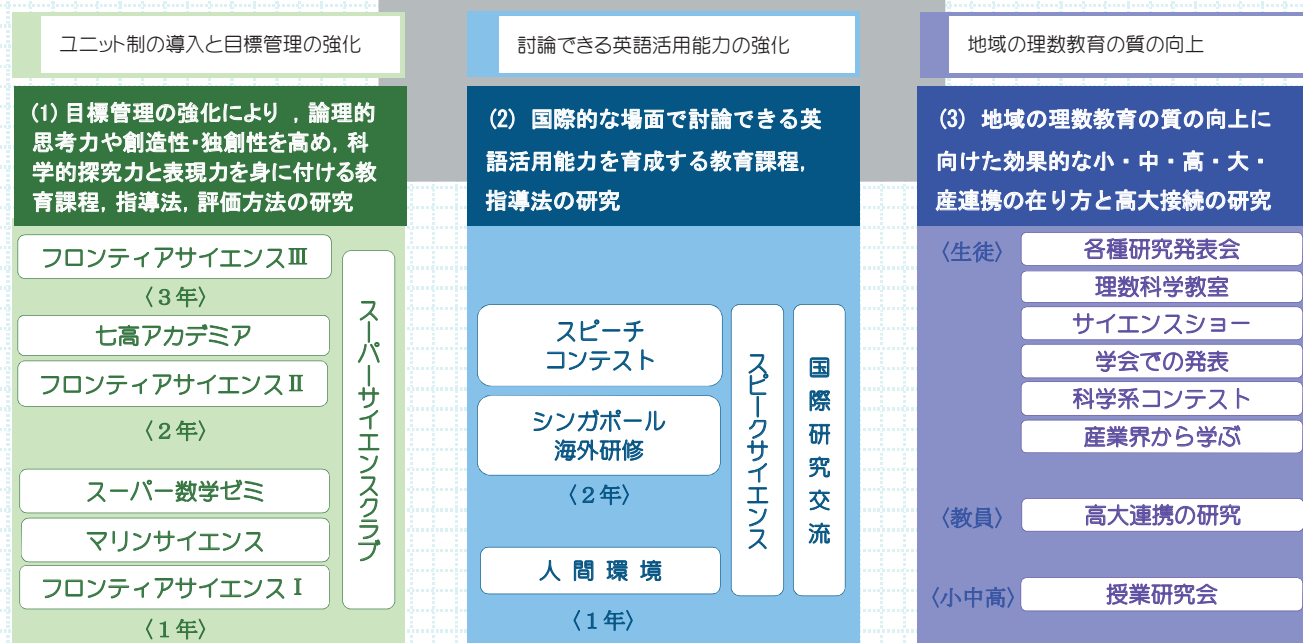 ユニット制の導入と目標管理の強化
(1) 目標管理の強化により ，論理的
思考力や創造性・独創性を高め，科
学的探究力と表現力を身に付ける教
育課程，指導法，評価方法の研究
フロンティアサイエンスⅢ
〈３年〉
七高アカデミア
フロンティアサイエンスⅡ
〈２年〉
スーパー数学ゼミ
マリンサイエンス
フロンティアサイエンスⅠ
〈１年〉
スーパーサイエンスクラブ
討論できる英語活用能力の強化
(2) 国際的な場面で討論できる英
語活用能力を育成する教育課程，
指導法の研究
スピーチ
コンテスト
シンガポール
海外研修
〈２年〉
人 間 環 境
〈１年〉
スピークサイエンス
国際研究交流
地域の理数教育の質の向上
(3) 地域の理数教育の質の向上に
向けた効果的な小・中・高・大・
産連携の在り方と高大接続の研究
〈生徒〉
各種研究発表会
理数科学教室
サイエンスショー
学会での発表
科学系コンテスト
産業界から学ぶ
〈教員〉
高大連携の研究
〈小中高〉
授業研究会